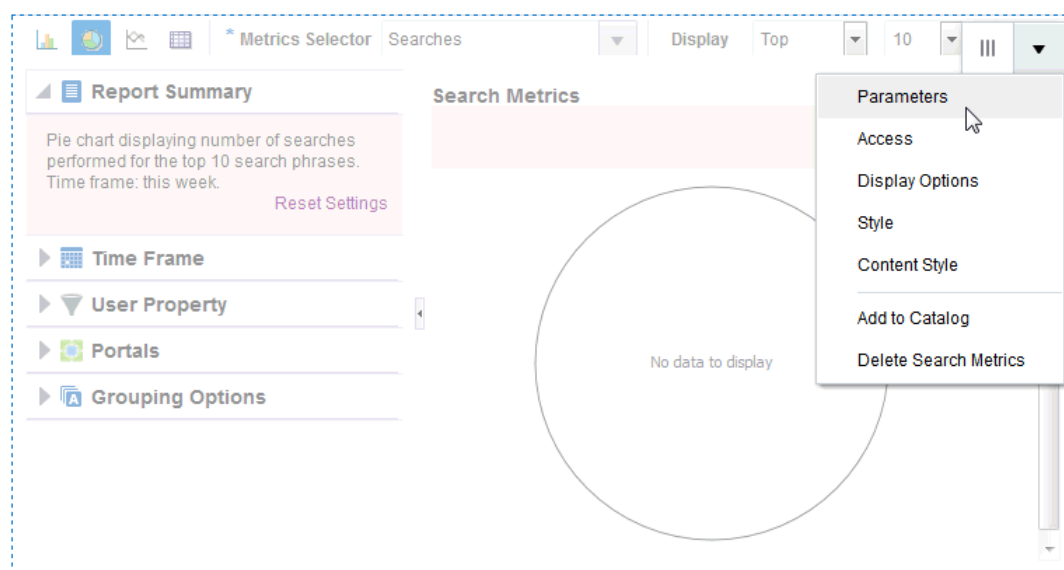 * Metrics Selector Searches Display Top 10
Report Summary
Pie chart displaying number of searches
performed for the top 10 search phrases.
Time frame: this week.
Reset Settings
Time Frame
User Property
Portals
Grouping Options
Search Metrics
No data to display
Parameters
Access
Display Options
Style
Content Style
Add to Catalog
Delete Search Metrics